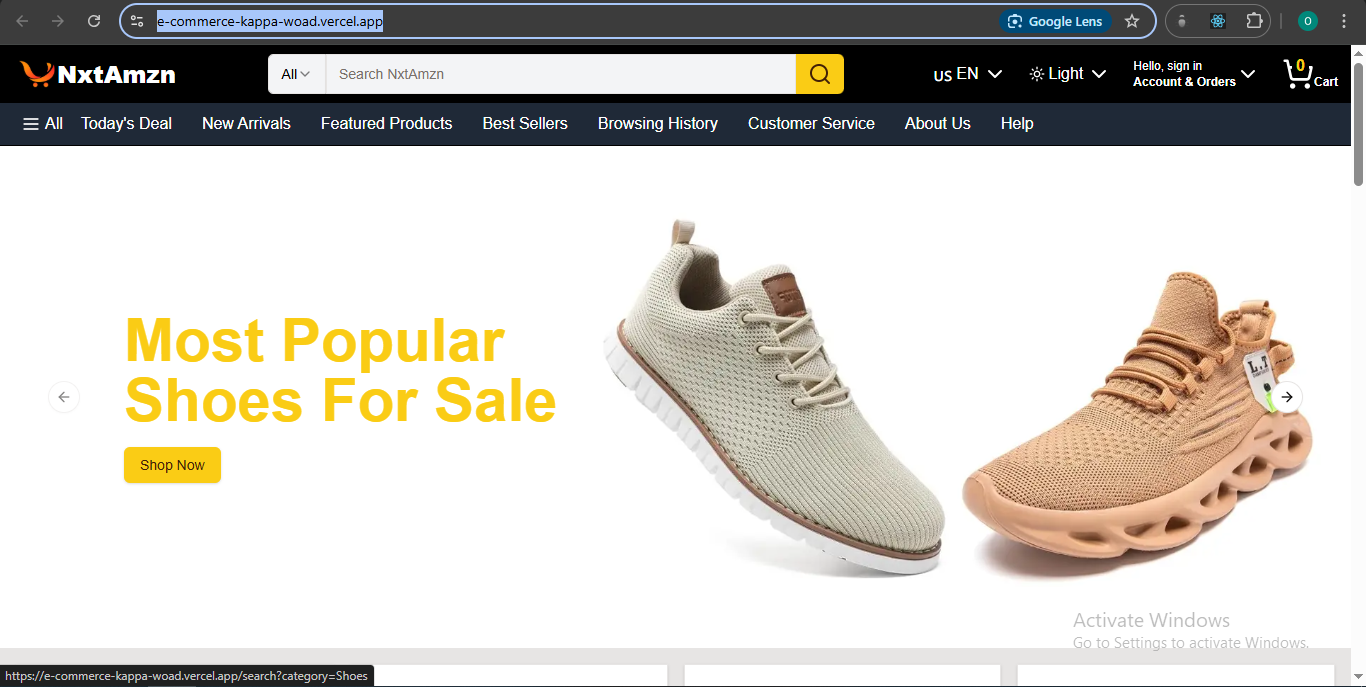 e-commerce-kappa-woad.vercel.app
Google Lens
O
NxtAmzn
All
Search NxtAmzn
US EN
Light
Hello, sign in
Account & Orders
0
Cart
All
Today's Deal
New Arrivals
Featured Products
Best Sellers
Browsing History
Customer Service
About Us
Help
Most Popular
Shoes For Sale
Shop Now
L.T
Activate Windows
Go to Settings to activate Windows.
https://e-commerce-kappa-woad.vercel.app/search?category=Shoes